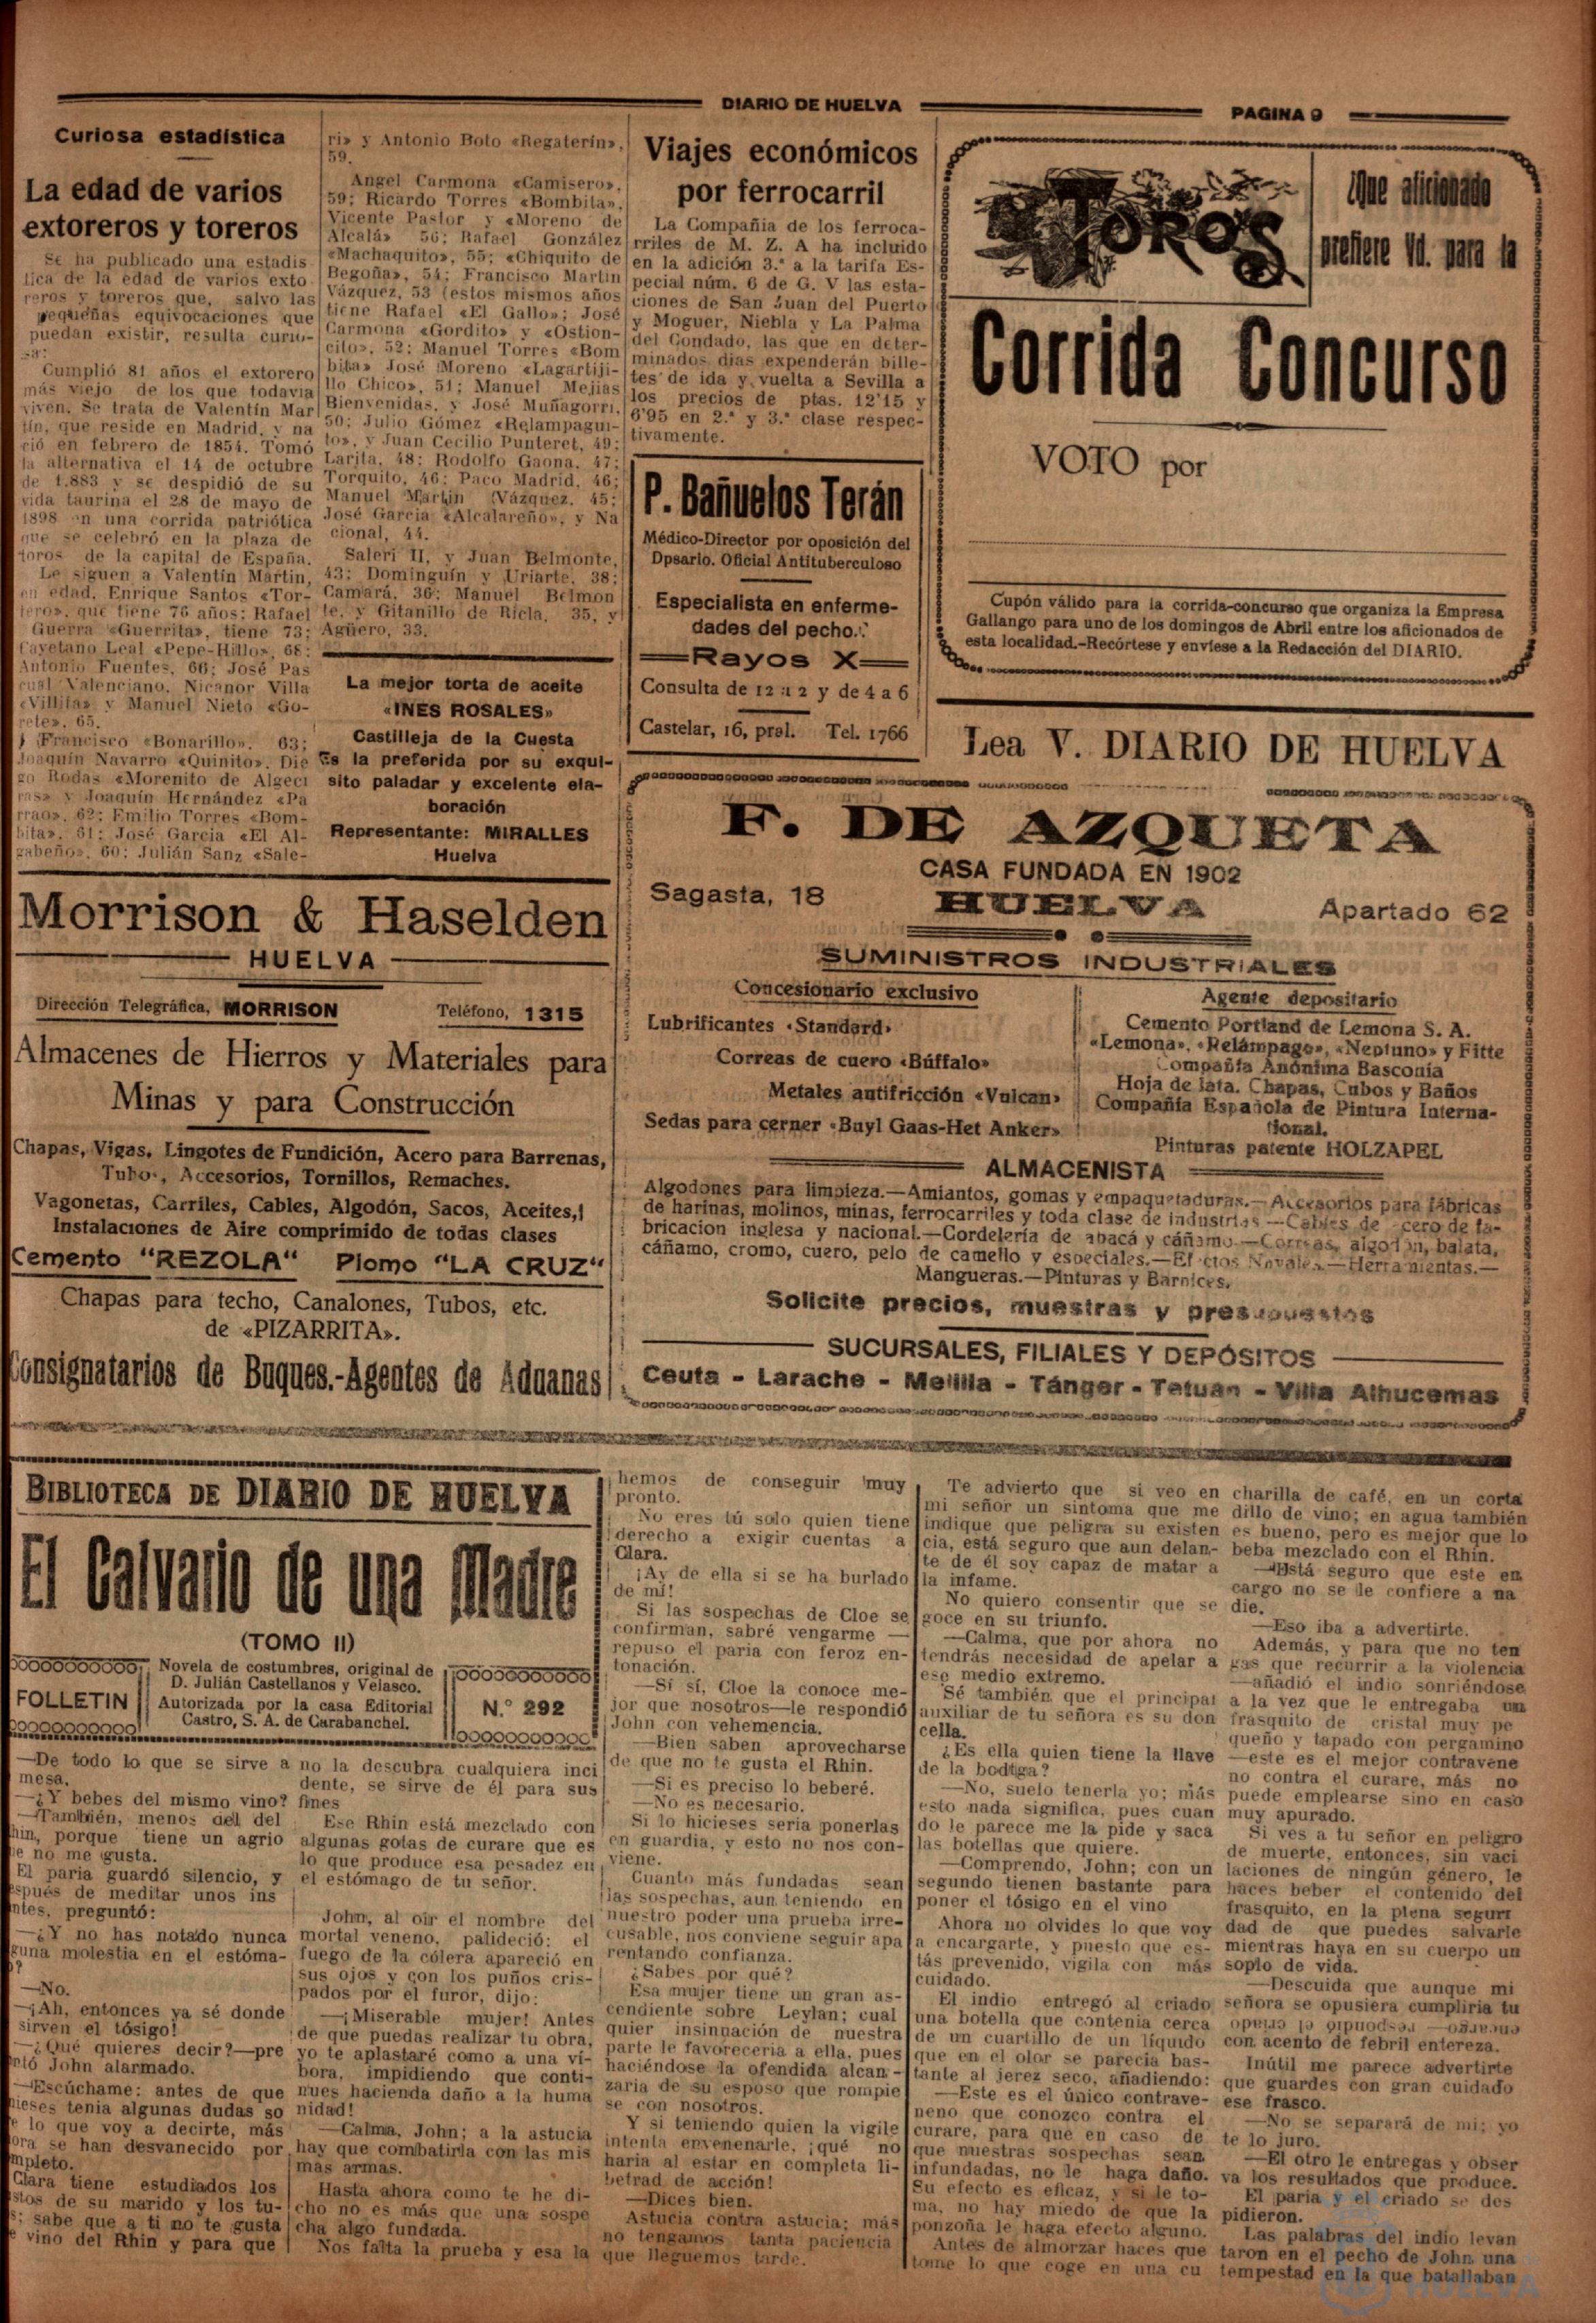 DIARIO DE HUELVA
PAGINA 9
Curiosa estadística
La edad de varios
extoreros y toreros
Se ha publicado una estadis
tica de la edad de varios exto
reros y toreros que, salvo las
pequeñas equivocaciones que
puedan existir, resulta curio-
sa:
Cumplió 81 años el extorero
más viejo de los que todavia
viven. Se trata de Valentín Mar
tín, que reside en Madrid, y na
ció en febrero de 1854. Tomó
la alternativa el 14 de octubre
de 1.883 y se despidió de su
vida taurina el 28 de mayo de
1898 en una corrida patriótica
que se celebró en la plaza de
toros de la capital de España.
Le siguen a Valentín Martin,
en edad, Enrique Santos «Tor-
tero», que tiene 76 años; Rafael
Guerra «Guerrita», tiene 73;
Cayetano Leal «Pepe-Hillo», 68;
Antonio Fuentes, 66; José Pas
cual Valenciano, Nicanor Villa
«Villita» y Manuel Nieto «Go-
rete», 65.
Francisco «Bonarillo», 63;
Joaquín Navarro «Quinito», Die
go Rodas «Morenito de Algeci
ras» y Joaquín Hernández «Pa
rrao», 62; Emilio Torres «Bom-
bita», 61; José Garcia «El Al-
gabeño», 60; Julián Sanz «Sale-
ri» y Antonio Boto «Regaterín»,
59.
Angel Carmona «Camisero»,
59; Ricardo Torres «Bombita»,
Vicente Pastor y «Moreno de
Alcalá» 56; Rafael González
«Machaquito», 55; «Chiquito de
Begoña», 54; Francisco Martin
Vázquez, 53 (estos mismos años
tiene Rafael «El Gallo»; José
Carmona «Gordito» y «Ostion-
cito», 52; Manuel Torres «Bom
bita» José Moreno «Lagartiji-
llo Chico», 51; Manuel Mejias
Bienvenidas, y José Muñagorri,
50; Julio Gómez «Relampagui-
to», y Juan Cecilio Punteret, 49;
Larita, 48; Rodolfo Gaona, 47;
Torquito, 46; Paco Madrid, 46;
Manuel Martin Vázquez, 45;
José Garcia «Alcalareño», y Na
cional, 44.
Saleri II, y Juan Belmonte,
43; Dominguín y Uriarte, 38;
Camará, 36; Manuel Belmon
te, y Gitanillo de Ricla, 35, y
Agüero, 33.
La mejor torta de aceite
«INES ROSALES»
Castilleja de la Cuesta
Es la preferida por su exqui-
sito paladar y excelente ela-
boración
Representante: MIRALLES
Huelva
Viajes económicos
por ferrocarril
La Compañia de los ferroca-
rriles de M. Z. A ha incluido
en la adición 3.ª a la tarifa Es-
pecial núm. 6 de G. V las esta-
ciones de San Juan del Puerto
y Moguer, Niebla y La Palma
del Condado, las que en deter-
minados dias expenderán bille-
tes de ida y vuelta a Sevilla a
los precios de ptas. 12'15 y
6'95 en 2.ª y 3.ª clase respec-
tivamente.
P. Bañuelos Terán
Médico-Director por oposición del
Dpsario. Oficial Antituberculoso
Especialista en enferme-
dades del pecho.
Rayos X
Consulta de 12 a 2 y de 4 a 6
Castelar, 16, pral. Tel. 1766
TOROS
¿Que aficionado
prefiere Vd. para la
Corrida Concurso
VOTO por
Cupón válido para la corrida-concurso que organiza la Empresa
Gallango para uno de los domingos de Abril entre los aficionados de
esta localidad.-Recórtese y envíese a la Redacción del DIARIO.
Lea V. DIARIO DE HUELVA
Morrison & Haselden
HUELVA
Dirección Telegráfica, MORRISON Teléfono, 1315
Almacenes de Hierros y Materiales para
Minas y para Construcción
Chapas, Vigas, Lingotes de Fundición, Acero para Barrenas,
Tubos, Accesorios, Tornillos, Remaches.
Vagonetas, Carriles, Cables, Algodón, Sacos, Aceites,
Instalaciones de Aire comprimido de todas clases
Cemento "REZOLA" Plomo "LA CRUZ"
Chapas para techo, Canalones, Tubos, etc.
de «PIZARRITA».
Consignatarios de Buques.-Agentes de Aduanas
F. DE AZQUETA
CASA FUNDADA EN 1902
Sagasta, 18 HUELVA Apartado 62
SUMINISTROS INDUSTRIALES
Concesionario exclusivo
Lubrificantes «Standard»
Correas de cuero «Búffalo»
Metales antifricción «Vulcan»
Sedas para cerner «Buyl Gaas-Het Anker»
Agente depositario
Cemento Portland de Lemona S. A.
«Lemona», «Relámpago», «Neptuno» y Fitte
Compañía Anónima Basconia
Hoja de lata. Chapas, Cubos y Baños
Compañía Española de Pintura Interna-
cional.
Pinturas patente HOLZAPEL
ALMACENISTA
Algodones para limpieza.—Amiantos, gomas y empaquetaduras.—Accesorios para fábricas
de harinas, molinos, minas, ferrocarriles y toda clase de industrias—Cables de acero de fa-
bricacion inglesa y nacional.—Cordelería de abacá y cáñamo.—Correas, algodón, balata,
cáñamo, cromo, cuero, pelo de camello y especiales.—Efectos Navales.—Herramientas.—
Mangueras.—Pinturas y Barnices.
Solicite precios, muestras y presupuestos
SUCURSALES, FILIALES Y DEPÓSITOS
Ceuta - Larache - Melilla - Tánger - Tetuán - Villa Alhucemas
BIBLIOTECA DE DIARIO DE HUELVA
El Calvario de una Madre
(TOMO II)
FOLLETIN
Novela de costumbres, original de
D. Julián Castellanos y Velasco.
Autorizada por la casa Editorial
Castro, S. A. de Carabanchel.
N.° 292
—De todo lo que se sirve a
mesa.
—¿Y bebes del mismo vino?
—También, menos del del
hin, porque tiene un agrio
e no me gusta.
El paria guardó silencio, y
espués de meditar unos ins
ntes, preguntó:
—¿Y no has notado nunca
guna molestia en el estóma-
?
—No.
—¡Ah, entonces ya sé donde
sirven el tósigo!
—¿Qué quieres decir?—pre
ntó John alarmado.
—Escúchame: antes de que
nieses tenia algunas dudas so
e lo que voy a decirte, más
ora se han desvanecido por
mpleto.
Clara tiene estudiados los
stos de su marido y los tu-
s; sabe que a ti no te gusta
e vino del Rhin y para que
no la descubra cualquiera inci
dente, se sirve de él para sus
fines
Ese Rhin está mezclado con
algunas gotas de curare que es
lo que produce esa pesadez en
el estómago de tu señor.
John, al oir el nombre del
mortal veneno, palideció; el
fuego de la cólera apareció en
sus ojos y con los puños cris-
pados por el furor, dijo:
—¡Miserable mujer! Antes
de que puedas realizar tu obra,
yo te aplastaré como a una vi-
bora, impidiendo que conti-
nues hacienda daño a la huma
nidad!
—Calma, John; a la astucia
hay que combatirla con las mis
mas armas.
Hasta ahora como te he di-
cho no es más que una sospe
cha algo fundada.
Nos falta la prueba y esa la
hemos de conseguir muy
pronto.
No eres tú solo quien tiene
derecho a exigir cuentas a
Clara.
¡Ay de ella si se ha burlado
de mi!
Si las sospechas de Cloe se
confirman, sabré vengarme —
repuso el paria con feroz en-
tonación.
—Sí sí, Cloe la conoce me-
jor que nosotros—le respondió
John con vehemencia.
—Bien saben aprovecharse
de que no te gusta el Rhin.
—Si es preciso lo beberé.
—No es necesario.
Si lo hicieses seria ponerlas
en guardia, y esto no nos con-
viene.
Cuanto más fundadas sean
las sospechas, aun teniendo en
nuestro poder una prueba irre-
cusable, nos conviene seguir apa
rentando confianza.
¿Sabes por qué?
Esa mujer tiene un gran as-
cendiente sobre Leylan; cual
quier insinnación de nuestra
parte le favoreceria a ella, pues
haciéndose la ofendida alcan-
zaria de su esposo que rompie
se con nosotros.
Y si teniendo quien la vigile
intenta envenenarle, ¡qué no
haria al estar en completa li-
bertad de acción!
—Dices bien.
Astucia contra astucia; más
no tengamos tanta paciencia
que lleguemos tarde.
Te advierto que si veo en
mi señor un sintoma que me
indique que peligra su existen
cia, está seguro que aun delan-
te de él soy capaz de matar a
la infame.
No quiero consentir que se
goce en su triunfo.
—Calma, que por ahora no
tendrás necesidad de apelar a
ese medio extremo.
Sé también que el principal
auxiliar de tu señora es su don
cella.
¿Es ella quien tiene la llave
de la bodega?
—No, suelo tenerla yo; más
esto nada significa, pues cuan
do le parece me la pide y saca
las botellas que quiere.
—Comprendo, John; con un
segundo tienen bastante para
poner el tósigo en el vino
Ahora no olvides lo que voy
a encargarte, y puesto que es-
tás prevenido, vigila con más
cuidado.
El indio entregó al criado
una botella que contenia cerca
de un cuartillo de un líquido
que en el olor se parecia bas-
tante al jerez seco, añadiendo:
—Este es el único contrave-
neno que conozco contra el
curare, para que en caso de
que nuestras sospechas sean
infundadas, no le haga daño.
Su efecto es eficaz, y si le to-
ma, no hay miedo de que la
ponzoña le haga efecto alguno.
Antes de almorzar haces que
tome lo que coge en una cu
charilla de café, en un corta
dillo de vino; en agua también
es bueno, pero es mejor que lo
beba mezclado con el Rhin.
—Está seguro que este en
cargo no se le confiere a na
die.
—Eso iba a advertirte.
Además, y para que no ten
gas que recurrir a la violencia
—añadió el indio sonriéndose
a la vez que le entregaba un
frasquito de cristal muy pe
queño y tapado con pergamino
—este es el mejor contravene
no contra el curare, más no
puede emplearse sino en caso
muy apurado.
Si ves a tu señor en peligro
de muerte, entonces, sin vaci
laciones de ningún género, le
haces beber el contenido del
frasquito, en la plena seguri
dad de que puedes salvarle
mientras haya en su cuerpo un
soplo de vida.
—Descuida que aunque mi
señora se opusiera cumpliria tu
encargo—respondió el criado
con acento de febril entereza.
Inútil me parece advertirte
que guardes con gran cuidado
ese frasco.
—No se separará de mi; yo
te lo juro.
—El otro le entregas y obser
va los resultados que produce.
El paria y el criado se des
pidieron.
Las palabras del indio levan
taron en el pecho de John una
tempestad en la que batallaban
HUELVA